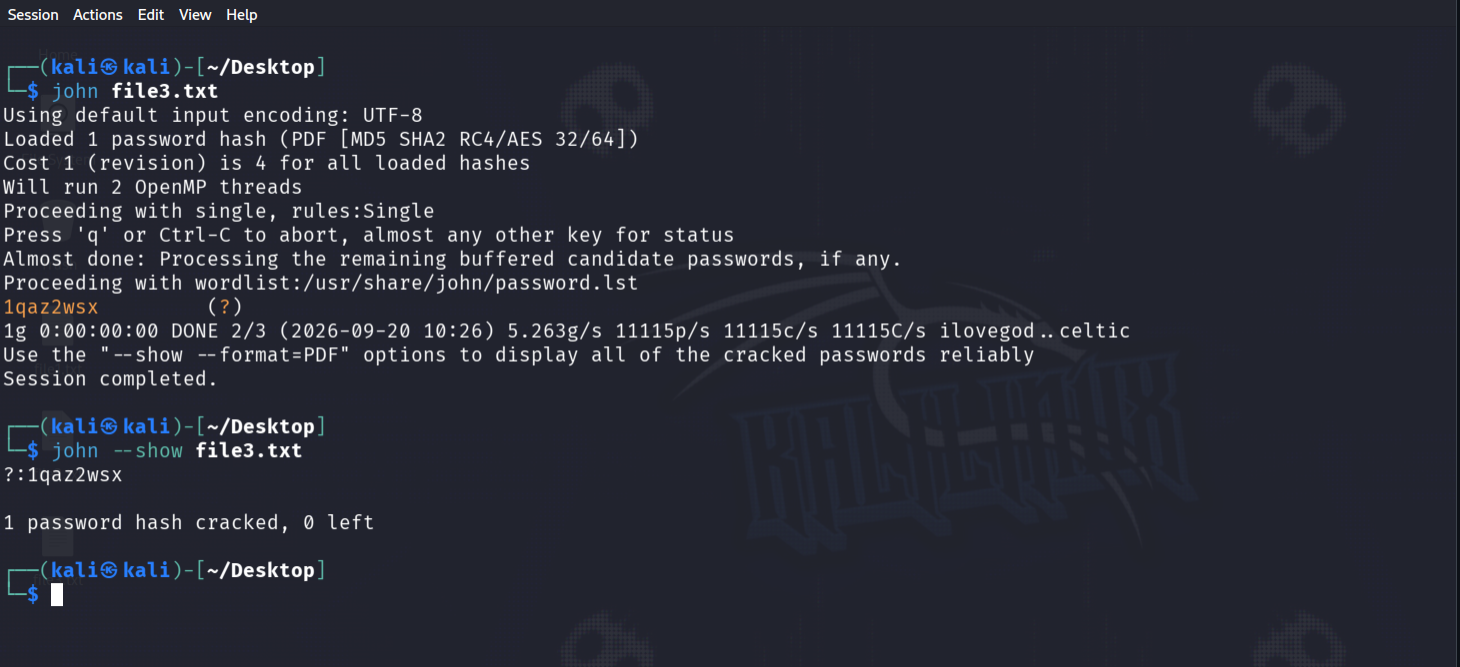 Session Actions Edit View Help
┌──(kali㉿kali)-[~/Desktop]
└─$ john file3.txt
Using default input encoding: UTF-8
Loaded 1 password hash (PDF [MD5 SHA2 RC4/AES 32/64])
Cost 1 (revision) is 4 for all loaded hashes
Will run 2 OpenMP threads
Proceeding with single, rules:Single
Press 'q' or Ctrl-C to abort, almost any other key for status
Almost done: Processing the remaining buffered candidate passwords, if any.
Proceeding with wordlist:/usr/share/john/password.lst
1qaz2wsx         (?)
1g 0:00:00:00 DONE 2/3 (2026-09-20 10:26) 5.263g/s 11115p/s 11115c/s 11115C/s ilovegod..celtic
Use the "--show --format=PDF" options to display all of the cracked passwords reliably
Session completed.
┌──(kali㉿kali)-[~/Desktop]
└─$ john --show file3.txt
?:1qaz2wsx
1 password hash cracked, 0 left
┌──(kali㉿kali)-[~/Desktop]
└─$
KALI LINUX
Home